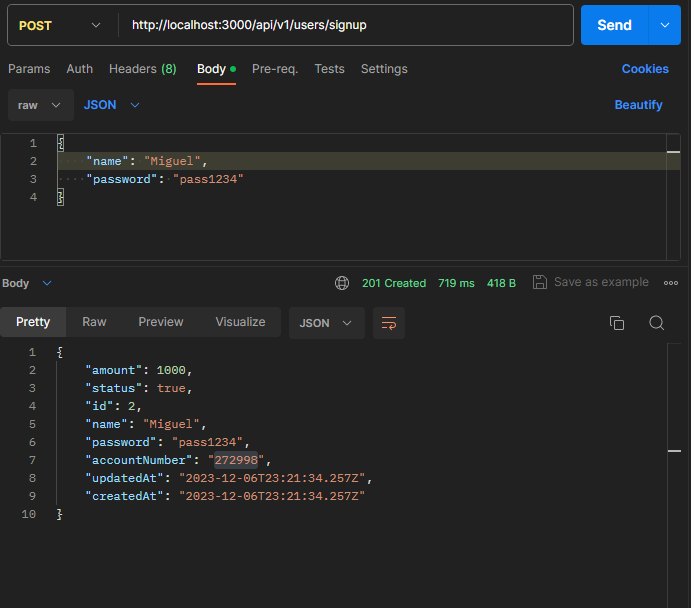 POST http://localhost:3000/api/v1/users/signup Send
Params Auth Headers (8) Body Pre-req. Tests Settings Cookies
raw JSON Beautify
1 {
2 "name": "Miguel",
3 "password": "pass1234"
4 }
Body 201 Created 719 ms 418 B Save as example
Pretty Raw Preview Visualize JSON
1 {
2 "amount": 1000,
3 "status": true,
4 "id": 2,
5 "name": "Miguel",
6 "password": "pass1234",
7 "accountNumber": "272998",
8 "updatedAt": "2023-12-06T23:21:34.257Z",
9 "createdAt": "2023-12-06T23:21:34.257Z"
10 }